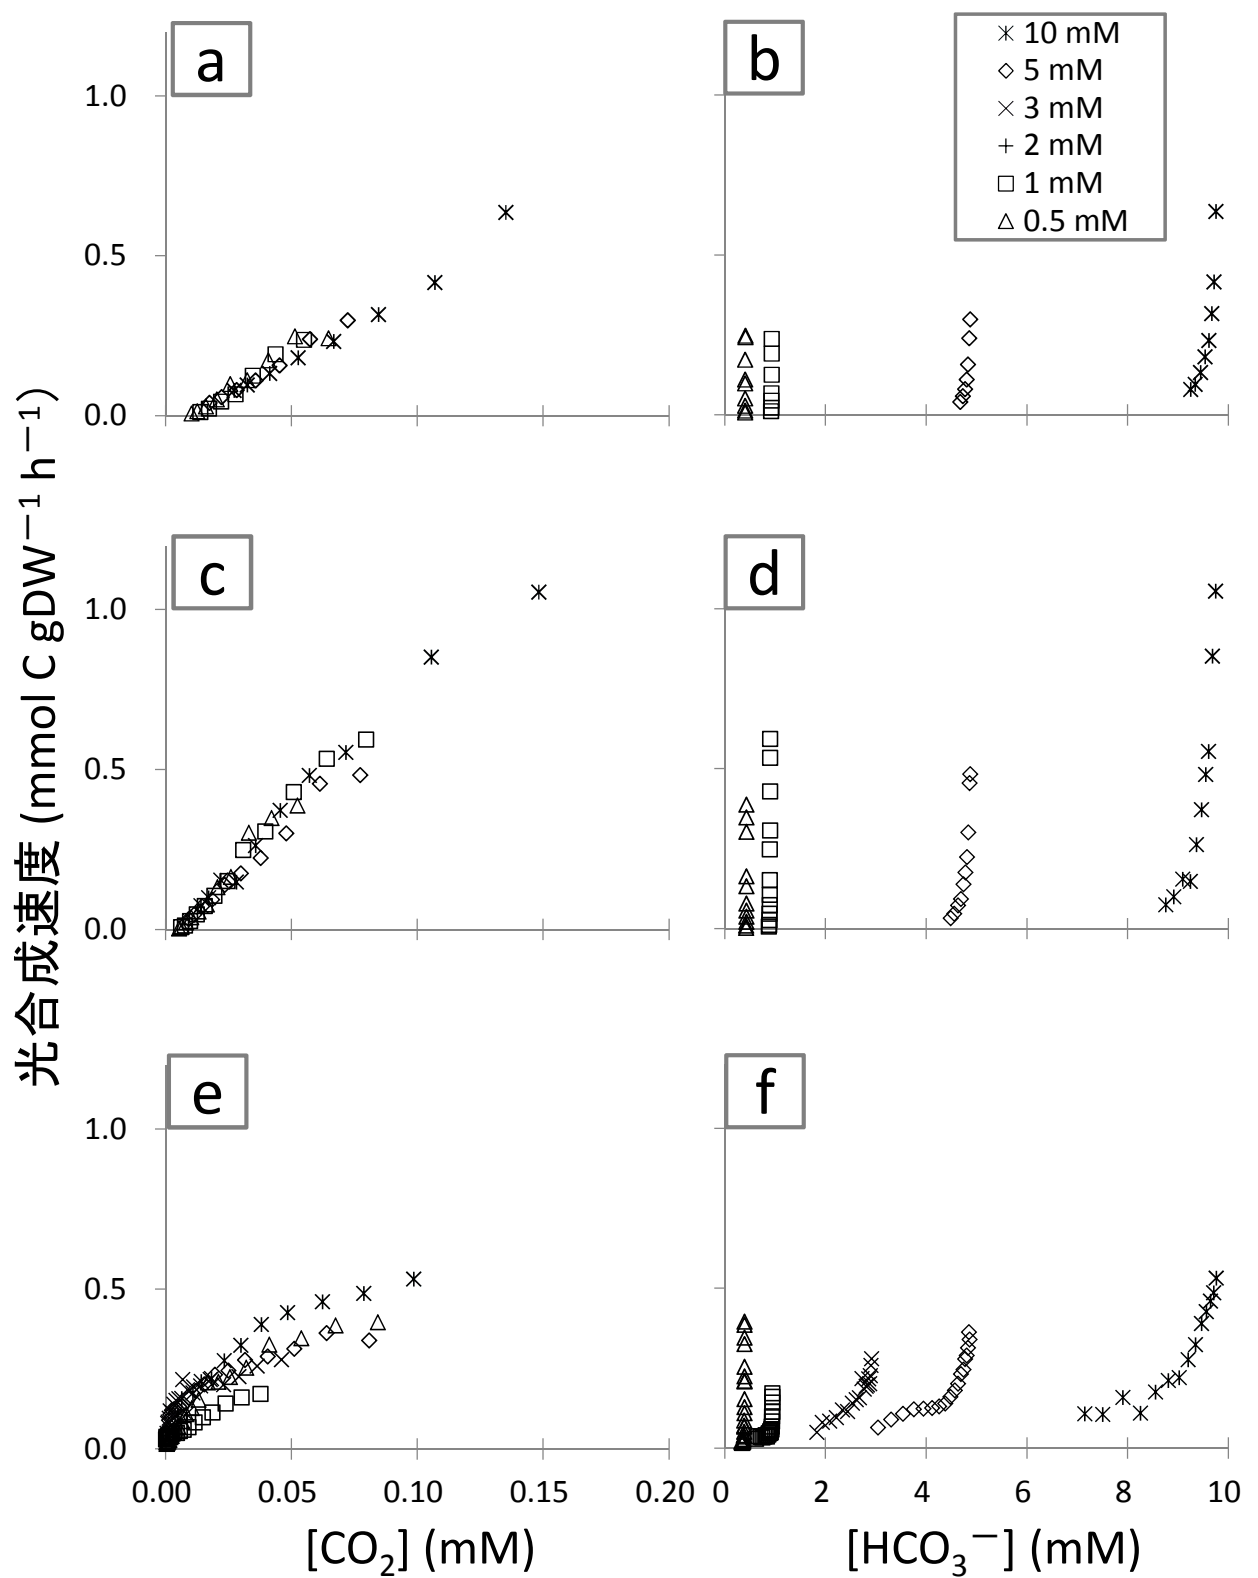 a
b
10 mM
5 mM
3 mM
2 mM
1 mM
0.5 mM
1.0
0.5
0.0
c
d
1.0
0.5
0.0
e
f
1.0
0.5
0.0
光合成速度 (mmol C gDW⁻¹ h⁻¹)
0.00 0.05 0.10 0.15 0.20
0 2 4 6 8 10
[CO₂] (mM)
[HCO₃⁻] (mM)